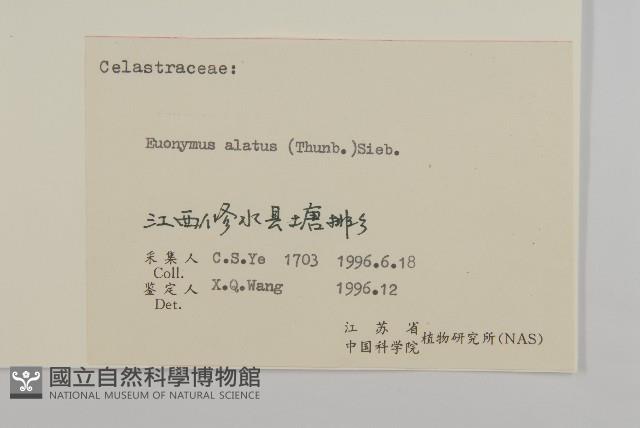 Celastraceae:
Euonymus alatus (Thunb.)Sieb.
江西修水县塘排乡
采集人 C.S.Ye 1703 1996.6.18
Coll.
鉴定人 X.Q.Wang 1996.12
Det.
江苏省
中国科学院 植物研究所(NAS)
國立自然科學博物館
NATIONAL MUSEUM OF NATURAL SCIENCE